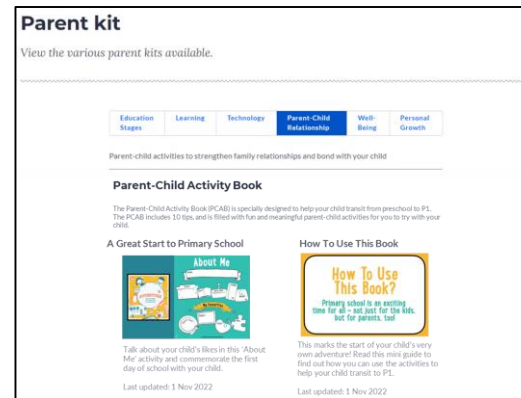 Parent kit
View the various parent kits available.
Education Stages
Learning
Technology
Parent-Child Relationship
Well-Being
Personal Growth
Parent-child activities to strengthen family relationships and bond with your child
Parent-Child Activity Book
The Parent-Child Activity Book (PCAB) is specially designed to help your child transit from preschool to P1.
The PCAB includes 10 tips, and is filled with fun and meaningful parent-child activities for you to try with your
child.
A Great Start to Primary School
About Me
Talk about your child's likes in this 'About
Me' activity and commemorate the first
day of school with your child.
Last updated: 1 Nov 2022
How To Use This Book
How To Use
This Book?
Primary school is an exciting
time for all – not just for the kids,
but for parents, too!
This marks the start of your child's very
own adventure! Read this mini guide to
find out how you can use the activities to
help your child transit to P1.
Last updated: 1 Nov 2022